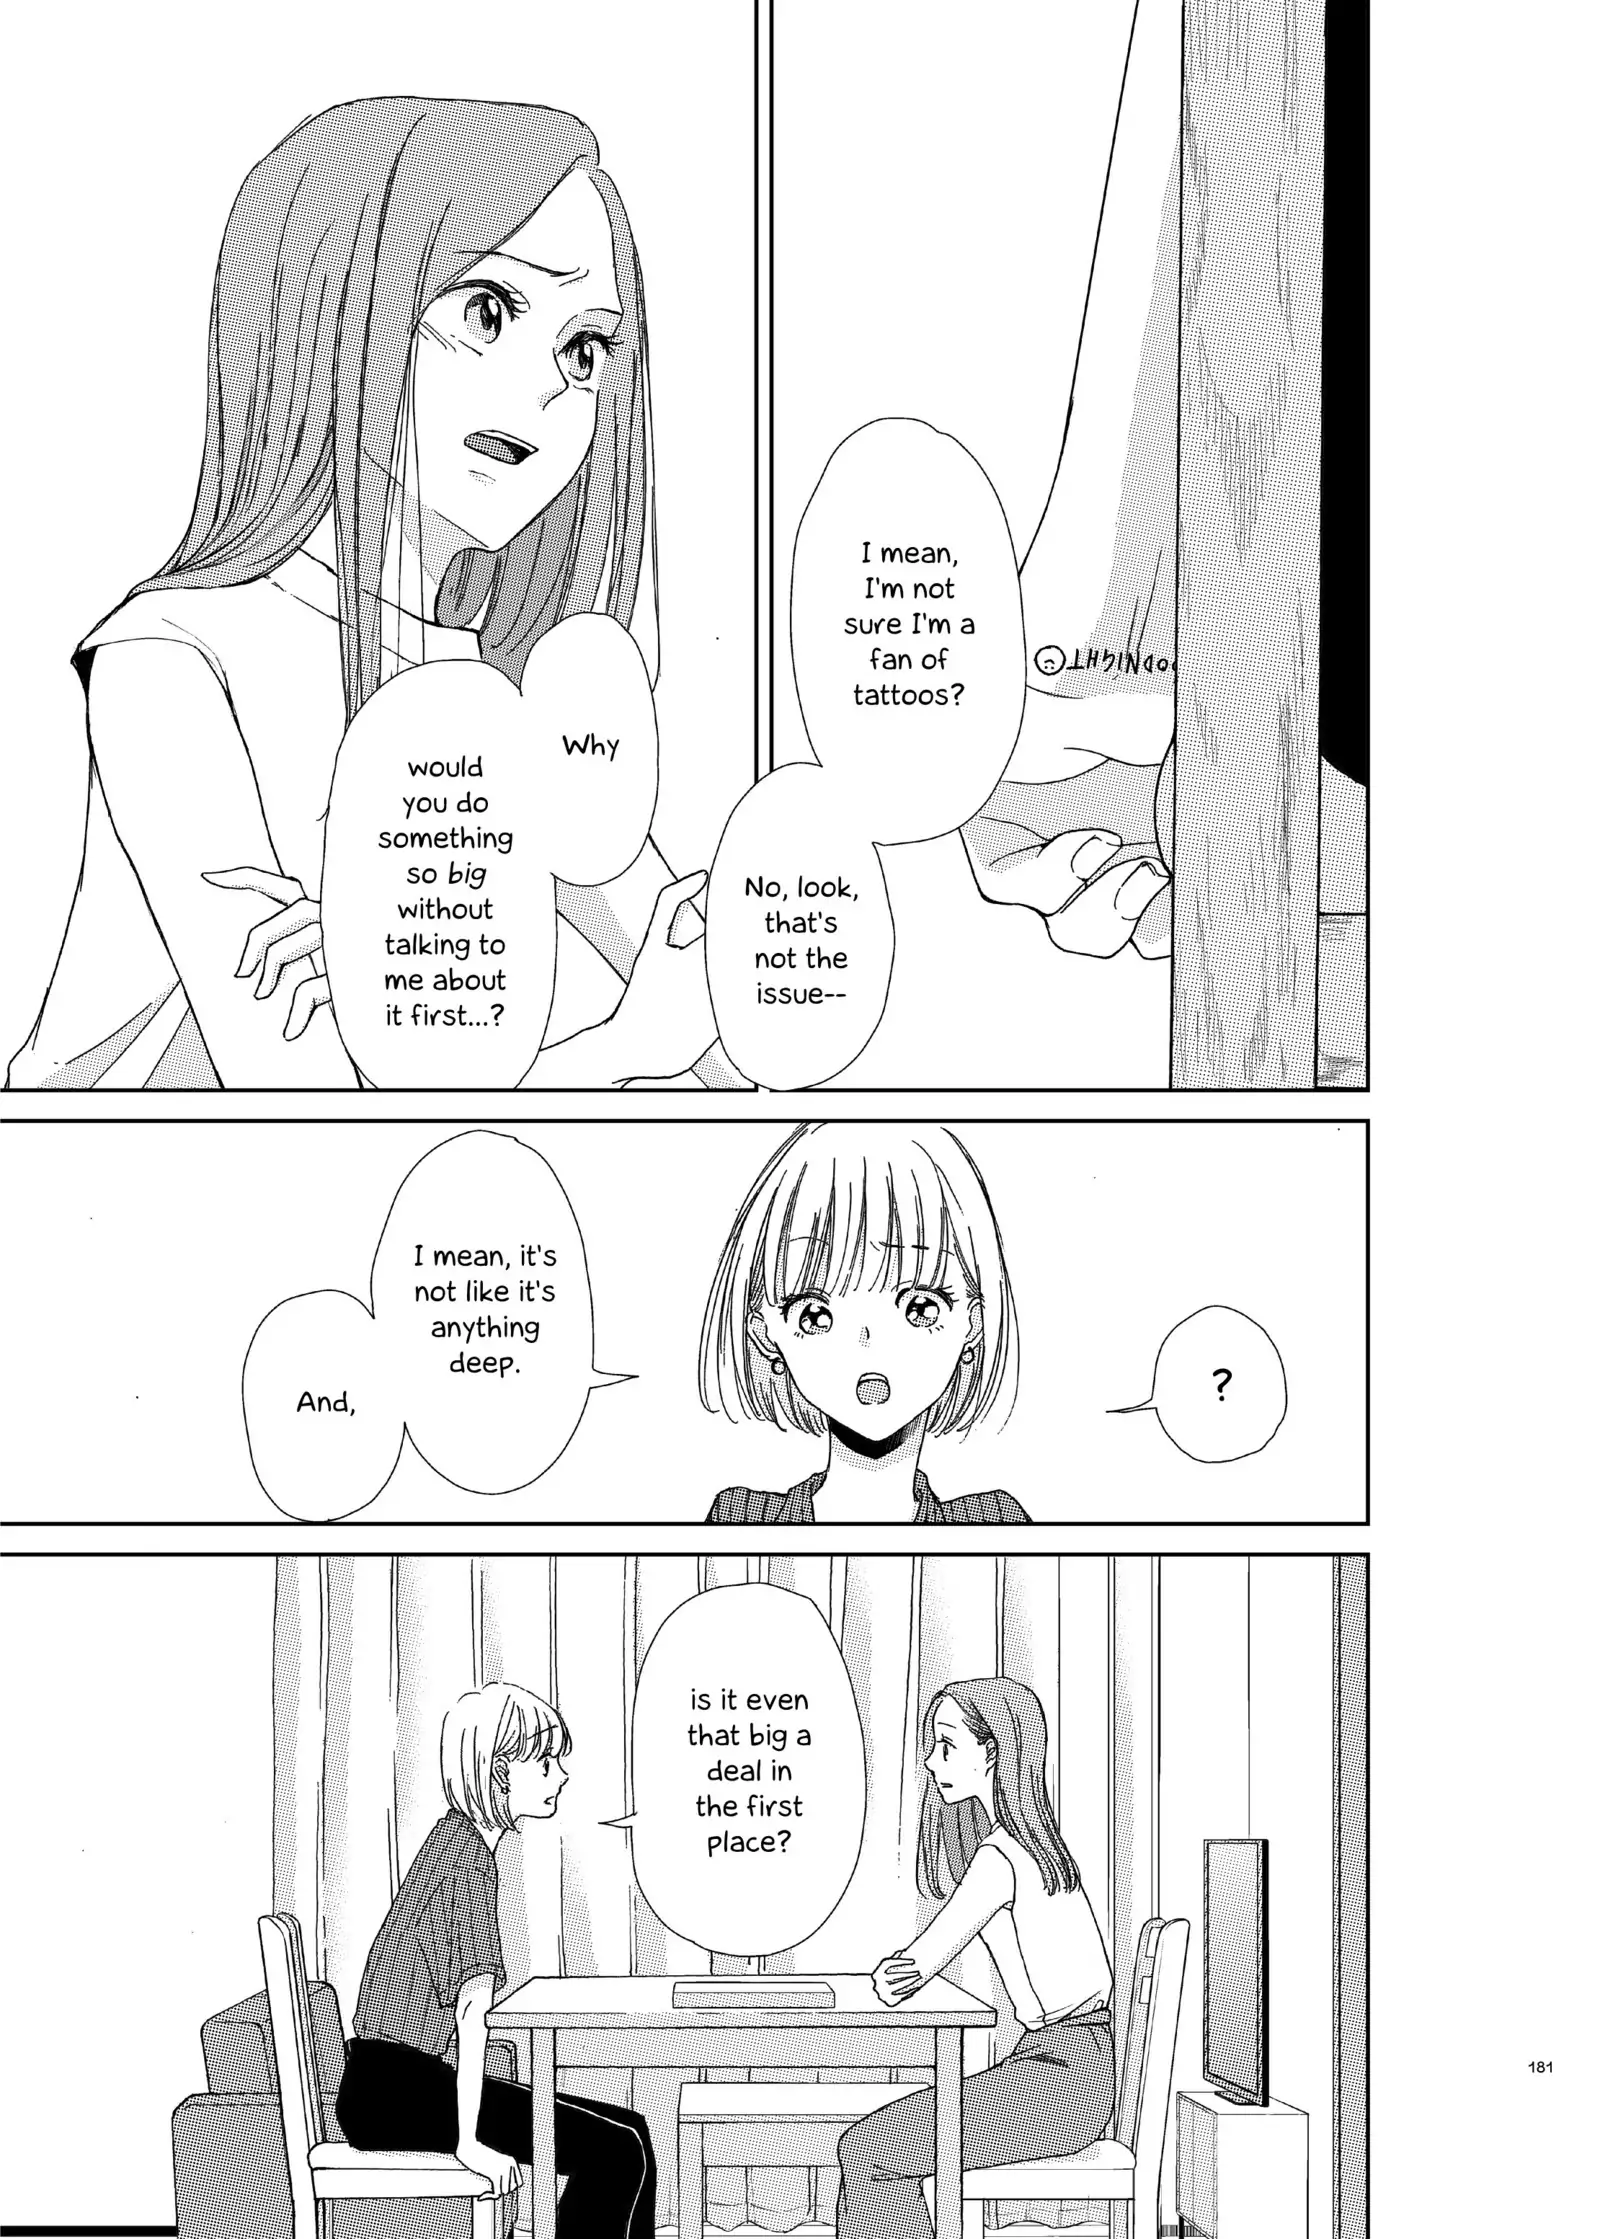 I mean,
I'm not
sure I'm a
fan of
tattoos?
No, look,
that's
not the
issue--
Why
would
you do
something
so big
without
talking to
me about
it first...?
?
I mean, it's
not like it's
anything
deep.
And,
is it even
that big a
deal in
the first
place?
181